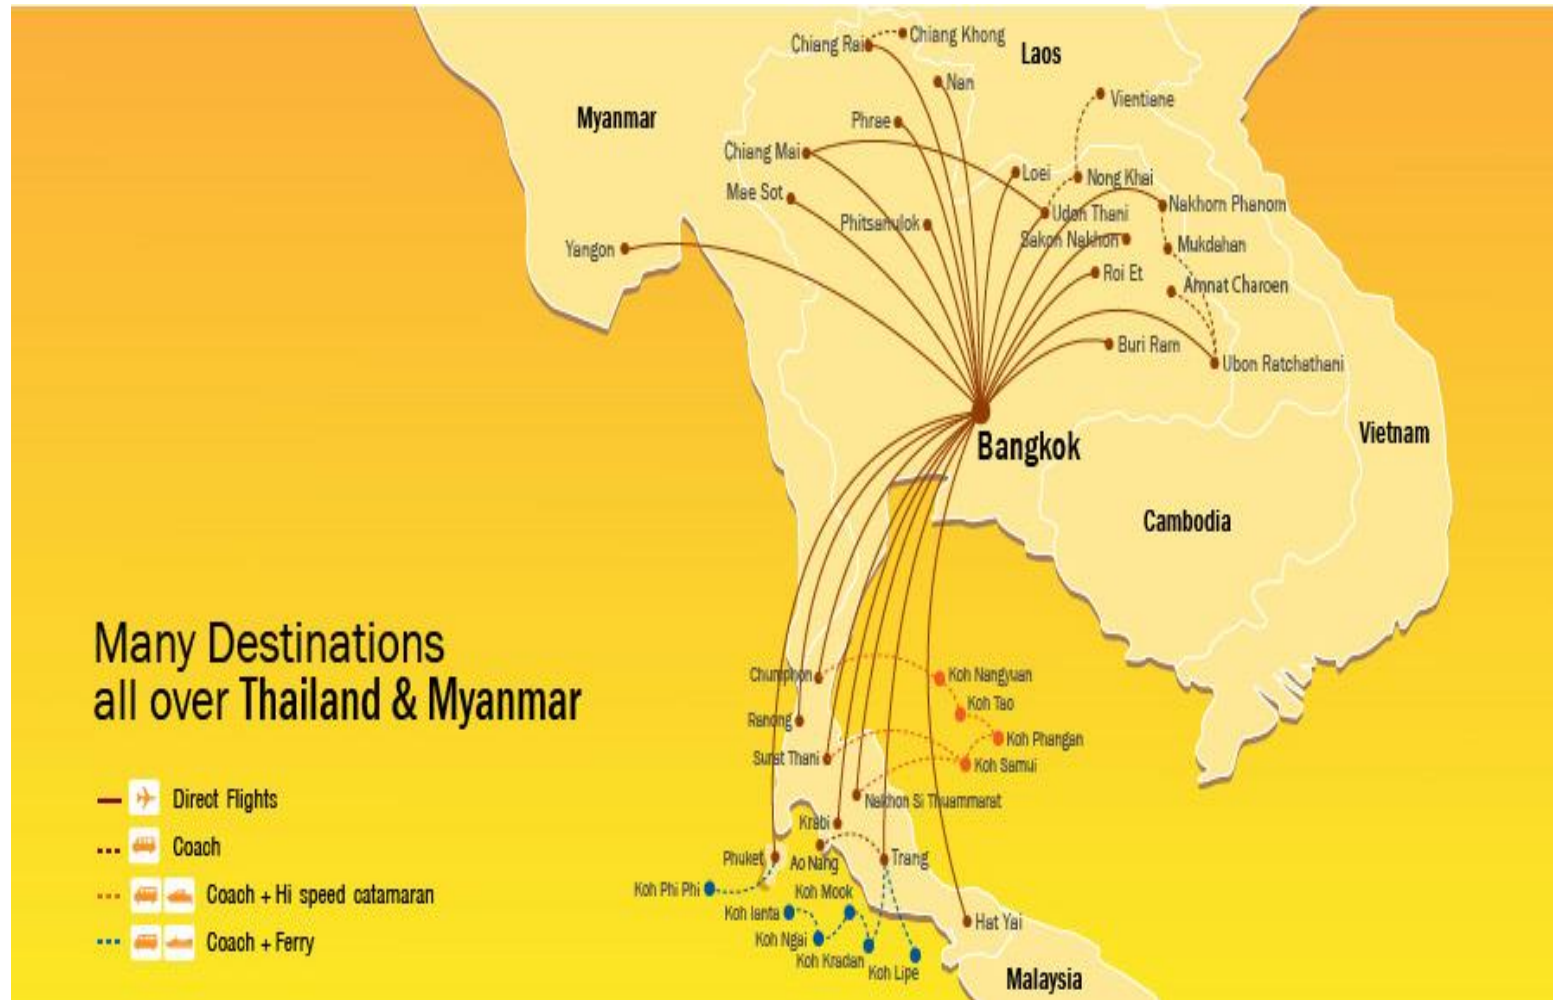 Chiang Rai
Chiang Khong
Laos
Nan
Vientiane
Myanmar
Phrae
Chiang Mai
Loei
Nong Khai
Mae Sot
Nakhorn Phanom
Udon Thani
Phitsanulok
Sakon Nakhon
Mukdahan
Yangon
Roi Et
Amnat Charoen
Buri Ram
Ubon Ratchathani
Bangkok
Vietnam
Cambodia
Many Destinations
all over Thailand & Myanmar
Chumphon
Koh Nangyuan
Koh Tao
Ranong
Koh Phangan
Surat Thani
Koh Samui
Nakhon Si Thuammarat
Krabi
Phuket
Ao Nang
Trang
Koh Phi Phi
Koh Mook
Koh lanta
Hat Yai
Koh Ngai
Koh Kradan
Koh Lipe
Malaysia
Direct Flights
Coach
Coach + Hi speed catamaran
Coach + Ferry